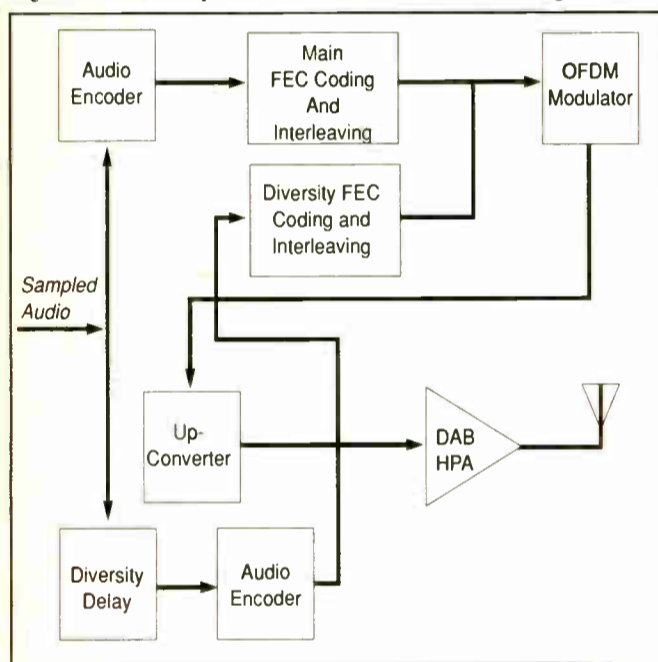 Audio
Encoder
Main
FEC Coding
And
Interleaving
OFDM
Modulator
Diversity FEC
Coding and
Interleaving
Sampled
Audio
Up-
Converter
DAB
HPA
Diversity
Delay
Audio
Encoder